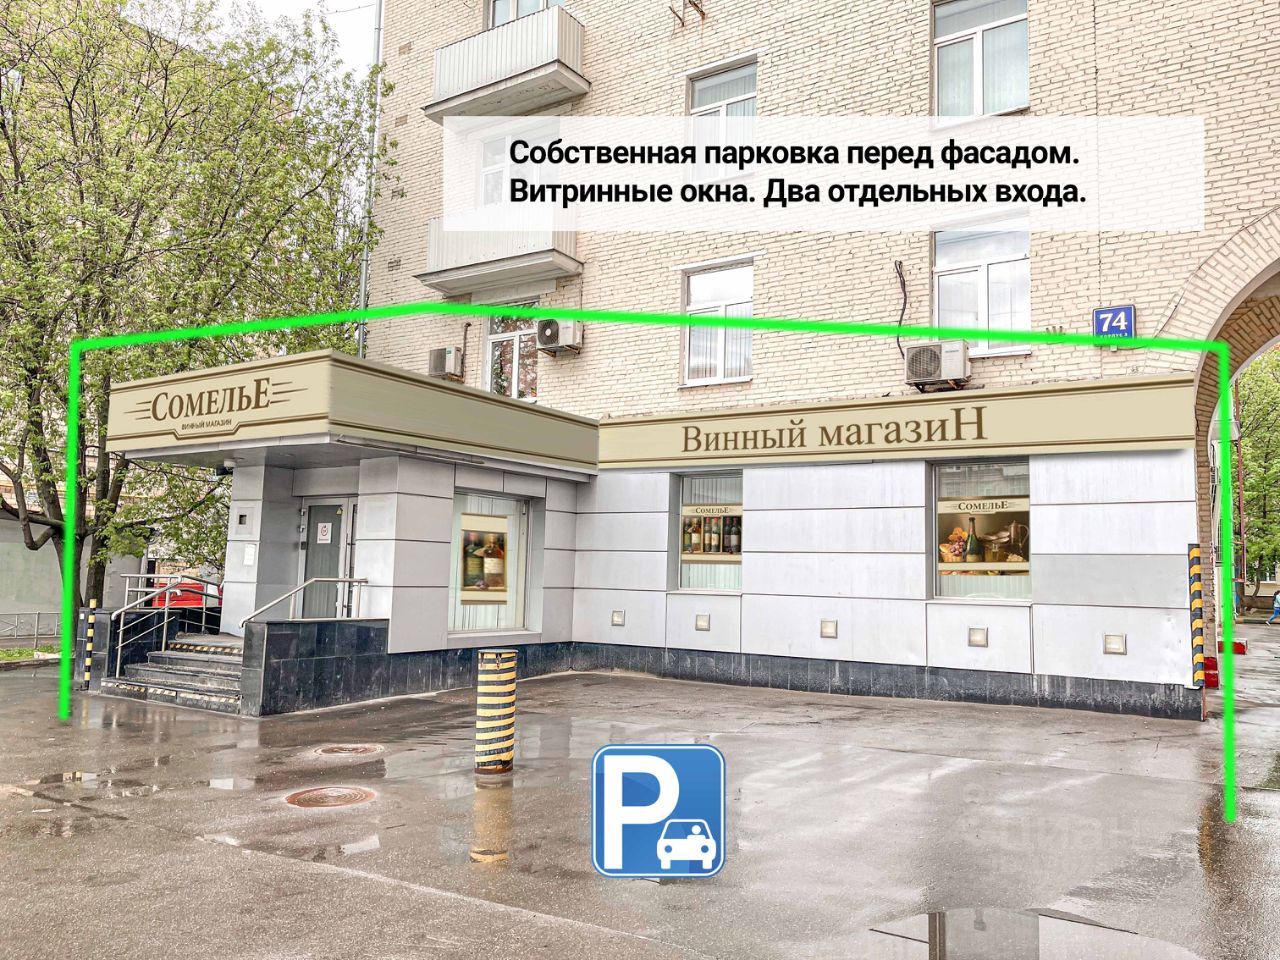 Собственная парковка перед фасадом.
Витринные окна. Два отдельных входа.
74
СОМЕЛЬЕ
ВИННЫЙ МАГАЗИН
Винный магазиН
СОМЕЛЬЕ
СОМЕЛЬЕ
P